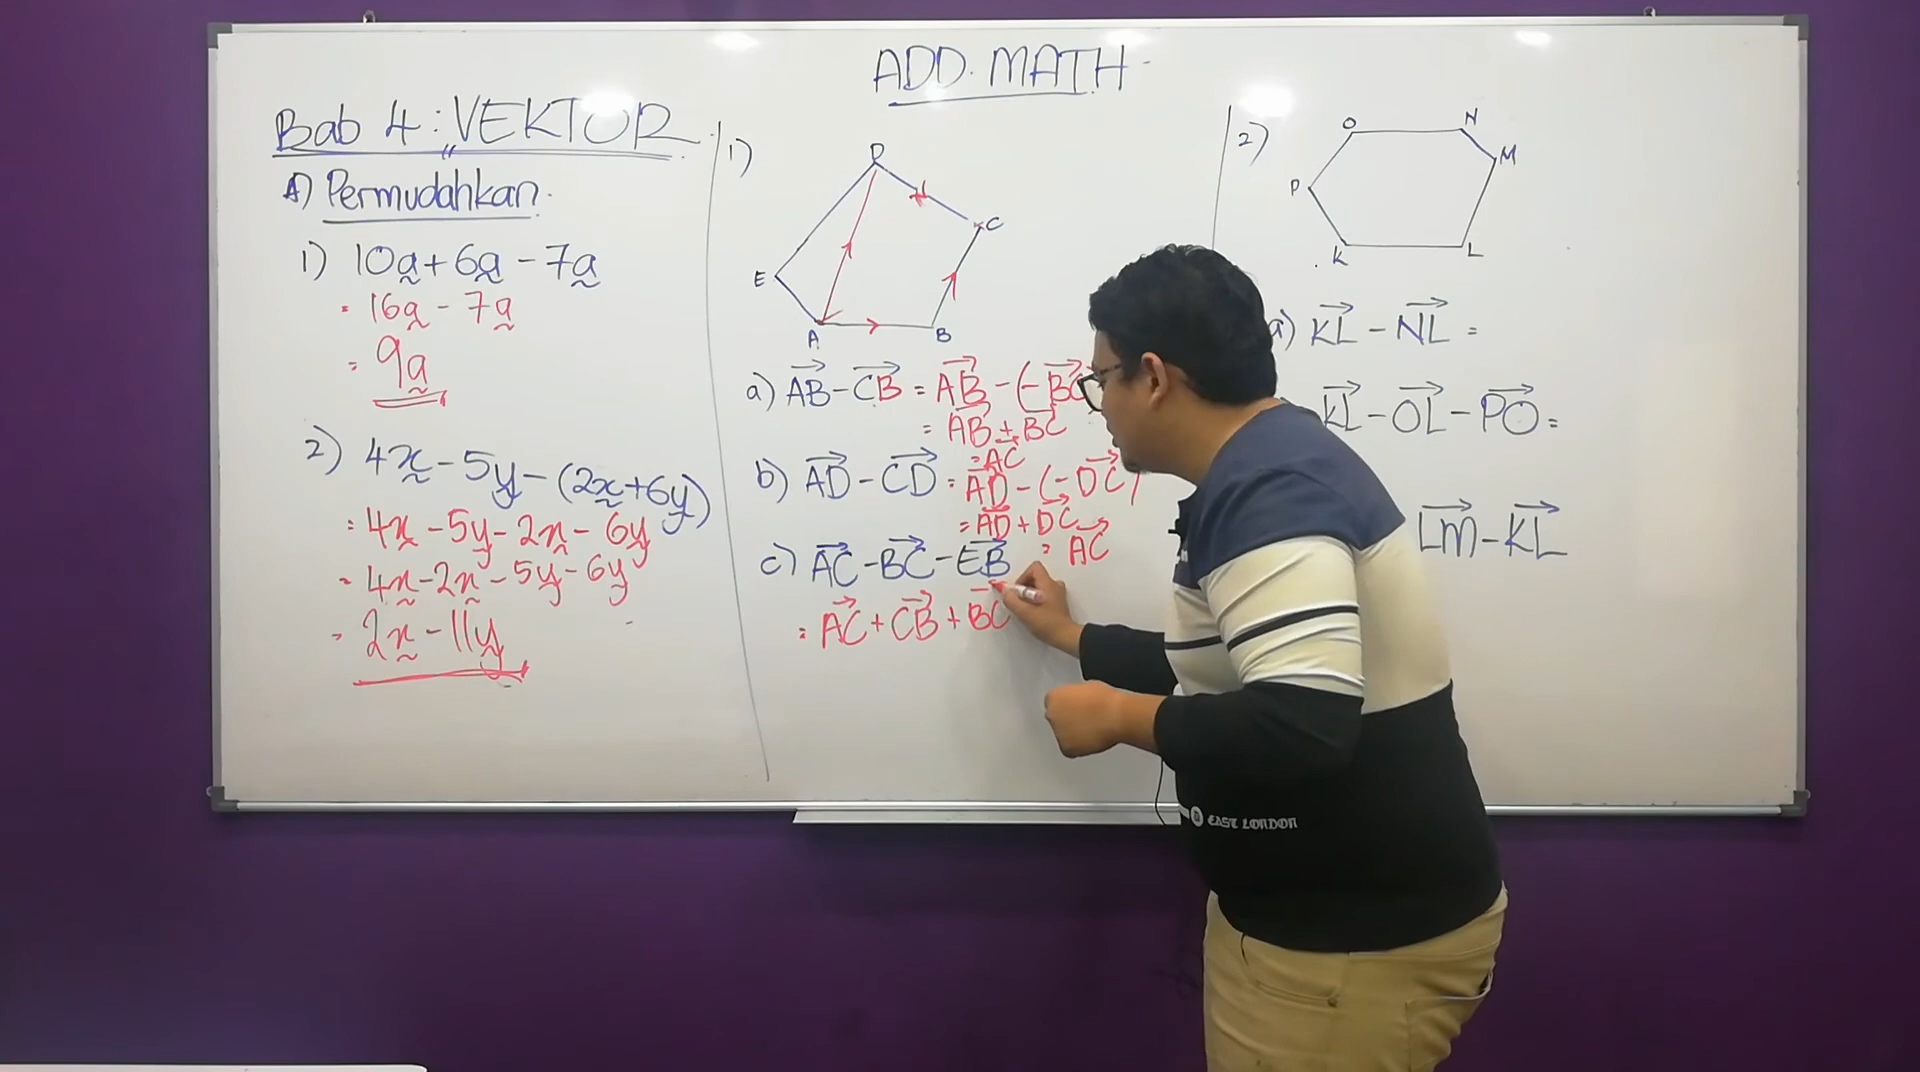 ADD. MATH
Bab 4: VEKTOR
A) Permudahkan.
1) 10a + 6a - 7a
= 16a - 7a
= 9a
2) 4x - 5y - (2x + 6y)
= 4x - 5y - 2x - 6y
= 4x - 2x - 5y - 6y
= 2x - 11y
1)
D
C
E
A
B
a) AB - CB = AB - (-BC
= AB + BC
= AC
b) AD - CD = AD - (-DC)
= AD + DC
= AC
c) AC - BC - EB
= AC + CB + BC
2)
O
N
M
P
K
L
a) KL - NL =
KL - OL - PO =
LM - KL
EAST LONDON